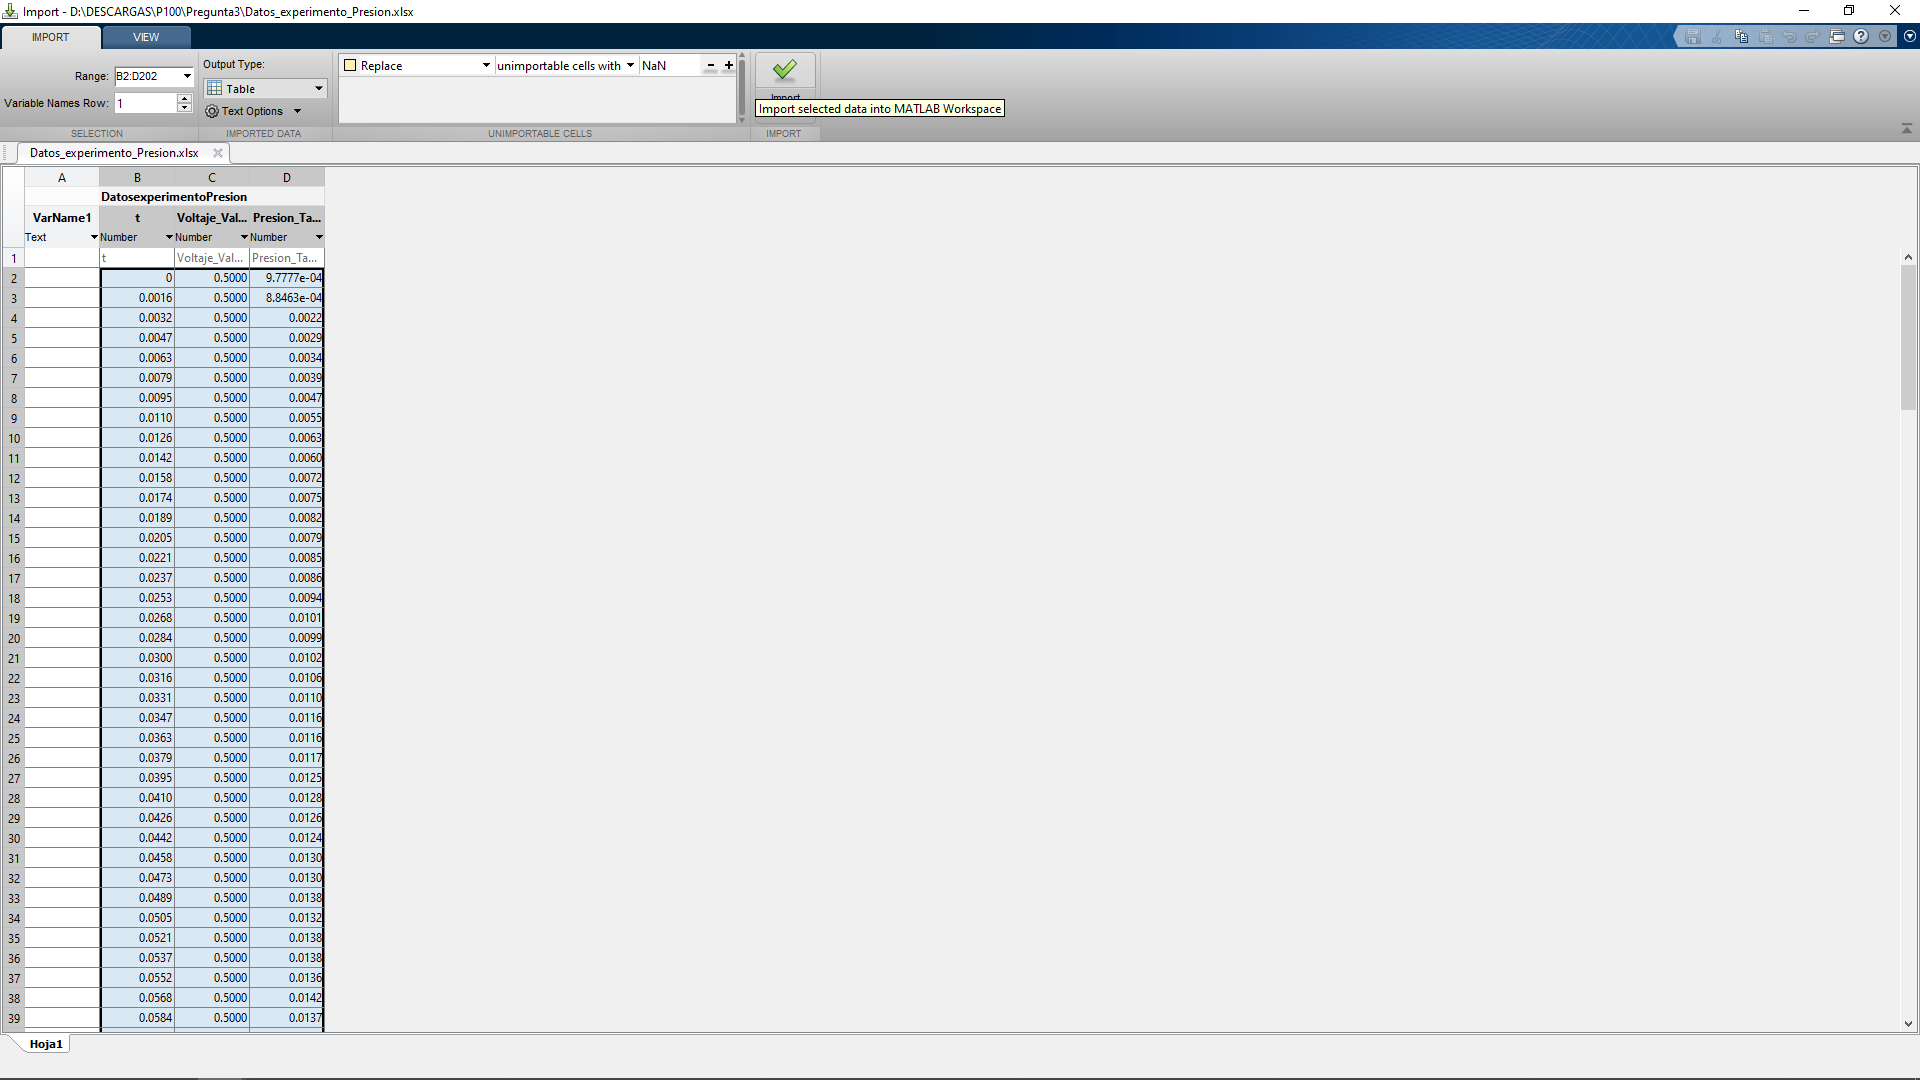 Import - D:\DESCARGAS\P100\Pregunta3\Datos_experimento_Presion.xlsx
IMPORT VIEW
Range: B2:D202
Variable Names Row: 1
SELECTION
Output Type:
Table
Text Options
IMPORTED DATA
Replace unimportable cells with NaN
UNIMPORTABLE CELLS
Import
Import selected data into MATLAB Workspace
IMPORT
Datos_experimento_Presion.xlsx
A B C D
DatosexperimentoPresion
VarName1 t Voltaje_Val... Presion_Ta...
Text Number Number Number
1 t Voltaje_Val... Presion_Ta...
2 0 0.5000 9.7777e-04
3 0.0016 0.5000 8.8463e-04
4 0.0032 0.5000 0.0022
5 0.0047 0.5000 0.0029
6 0.0063 0.5000 0.0034
7 0.0079 0.5000 0.0039
8 0.0095 0.5000 0.0047
9 0.0110 0.5000 0.0055
10 0.0126 0.5000 0.0063
11 0.0142 0.5000 0.0060
12 0.0158 0.5000 0.0072
13 0.0174 0.5000 0.0075
14 0.0189 0.5000 0.0082
15 0.0205 0.5000 0.0079
16 0.0221 0.5000 0.0085
17 0.0237 0.5000 0.0086
18 0.0253 0.5000 0.0094
19 0.0268 0.5000 0.0101
20 0.0284 0.5000 0.0099
21 0.0300 0.5000 0.0102
22 0.0316 0.5000 0.0106
23 0.0331 0.5000 0.0110
24 0.0347 0.5000 0.0116
25 0.0363 0.5000 0.0116
26 0.0379 0.5000 0.0117
27 0.0395 0.5000 0.0125
28 0.0410 0.5000 0.0128
29 0.0426 0.5000 0.0126
30 0.0442 0.5000 0.0124
31 0.0458 0.5000 0.0130
32 0.0473 0.5000 0.0130
33 0.0489 0.5000 0.0138
34 0.0505 0.5000 0.0132
35 0.0521 0.5000 0.0138
36 0.0537 0.5000 0.0138
37 0.0552 0.5000 0.0136
38 0.0568 0.5000 0.0142
39 0.0584 0.5000 0.0137
Hoja1